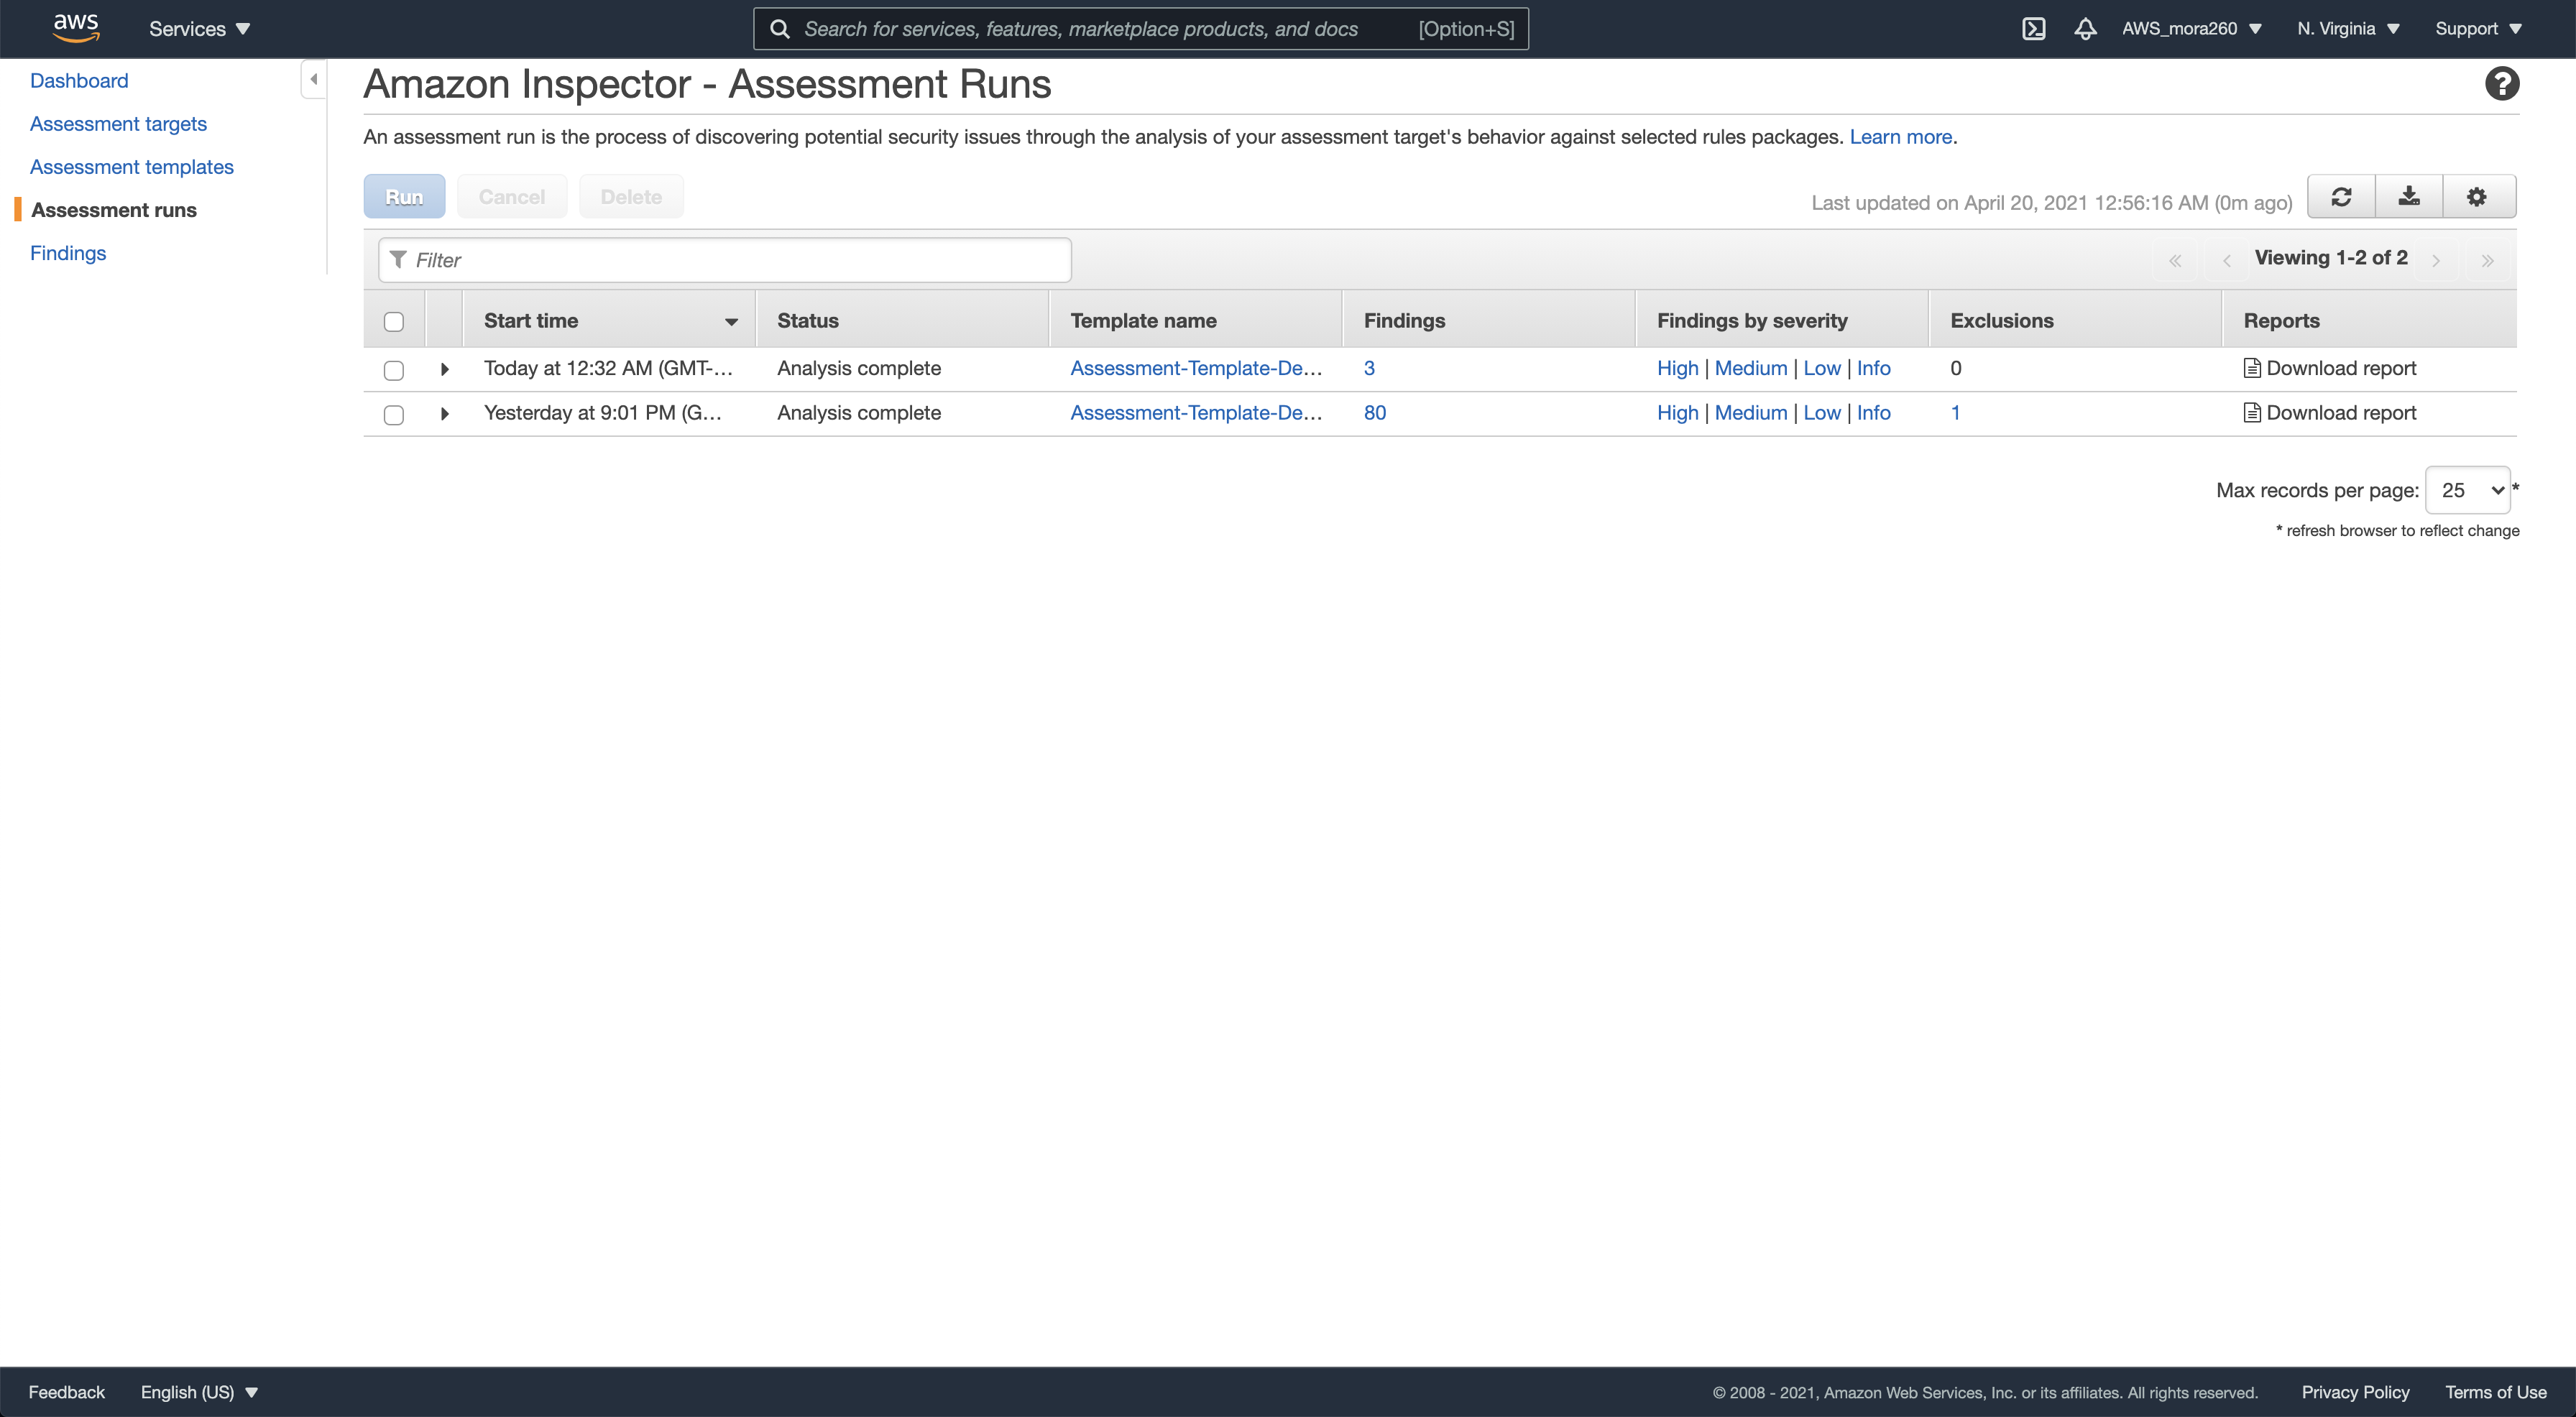 aws Services Search for services, features, marketplace products, and docs [Option+S] AWS_mora260 N. Virginia Support
Dashboard
Assessment targets
Assessment templates
Assessment runs
Findings
Amazon Inspector - Assessment Runs
An assessment run is the process of discovering potential security issues through the analysis of your assessment target's behavior against selected rules packages. Learn more.
Run Cancel Delete Last updated on April 20, 2021 12:56:16 AM (0m ago)
Filter « ‹ Viewing 1-2 of 2 › »
Start time Status Template name Findings Findings by severity Exclusions Reports
Today at 12:32 AM (GMT-... Analysis complete Assessment-Template-De... 3 High | Medium | Low | Info 0 Download report
Yesterday at 9:01 PM (G... Analysis complete Assessment-Template-De... 80 High | Medium | Low | Info 1 Download report
Max records per page: 25 *
* refresh browser to reflect change
Feedback English (US) © 2008 - 2021, Amazon Web Services, Inc. or its affiliates. All rights reserved. Privacy Policy Terms of Use